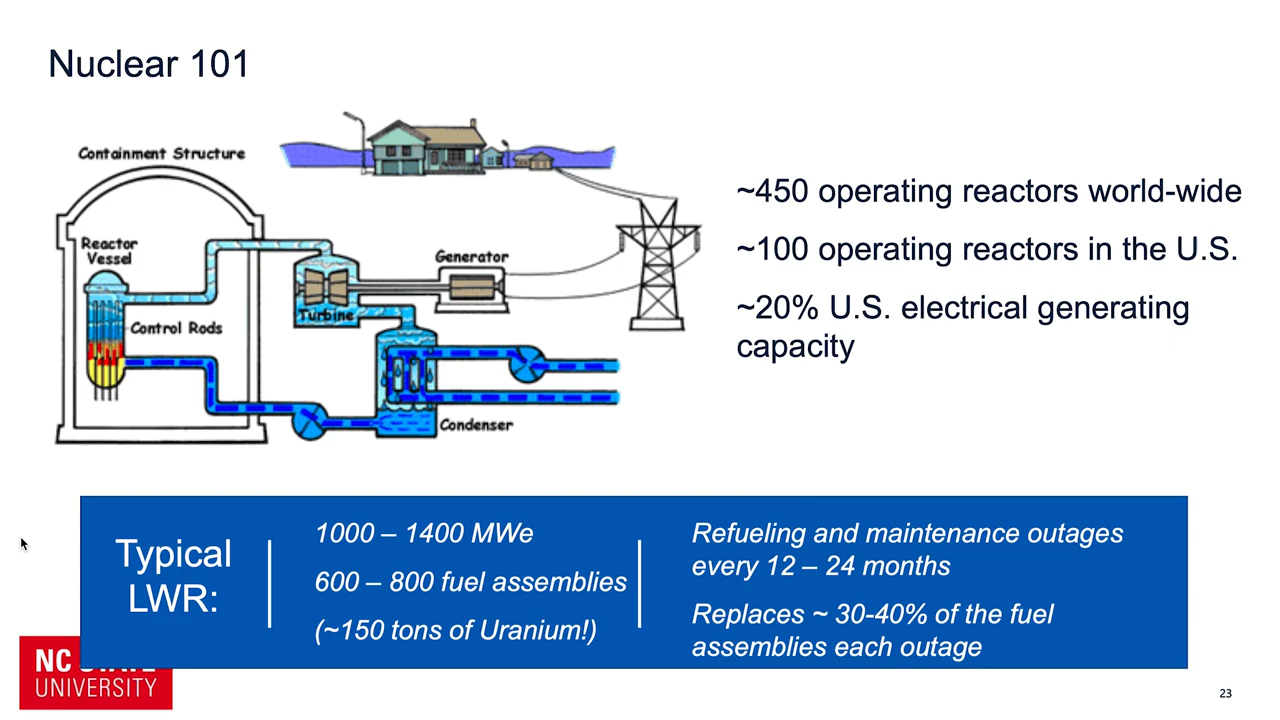 Nuclear 101
Containment Structure
Reactor
Vessel
Control Rods
Turbine
Generator
Condenser
~450 operating reactors world-wide
~100 operating reactors in the U.S.
~20% U.S. electrical generating
capacity
Typical
LWR:
1000 – 1400 MWe
600 – 800 fuel assemblies
(~150 tons of Uranium!)
Refueling and maintenance outages
every 12 – 24 months
Replaces ~ 30-40% of the fuel
assemblies each outage
NC STATE
UNIVERSITY
23